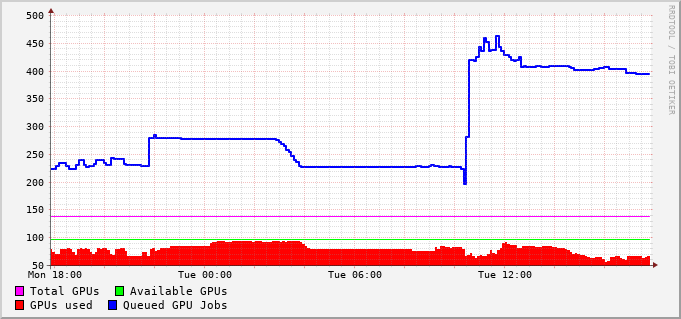 500
450
400
350
300
250
200
150
100
50
Mon 18:00 Tue 00:00 Tue 06:00 Tue 12:00
Total GPUs Available GPUs
GPUs used Queued GPU Jobs
RRDTOOL / TOBI OETIKER